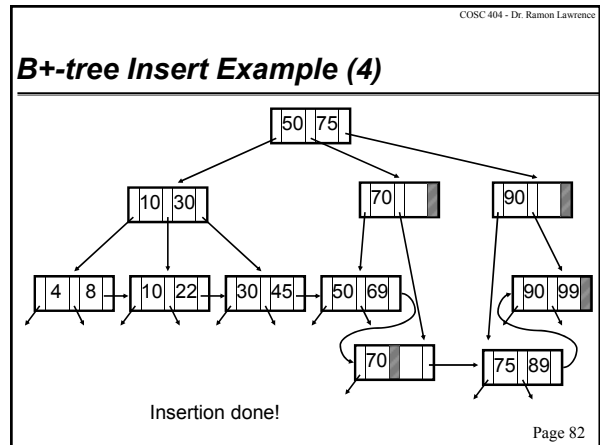 COSC 404 - Dr. Ramon Lawrence
B+-tree Insert Example (4)
50 75
10 30
70
90
4 8
10 22
30 45
50 69
90 99
70
75 89
Insertion done!
Page 82